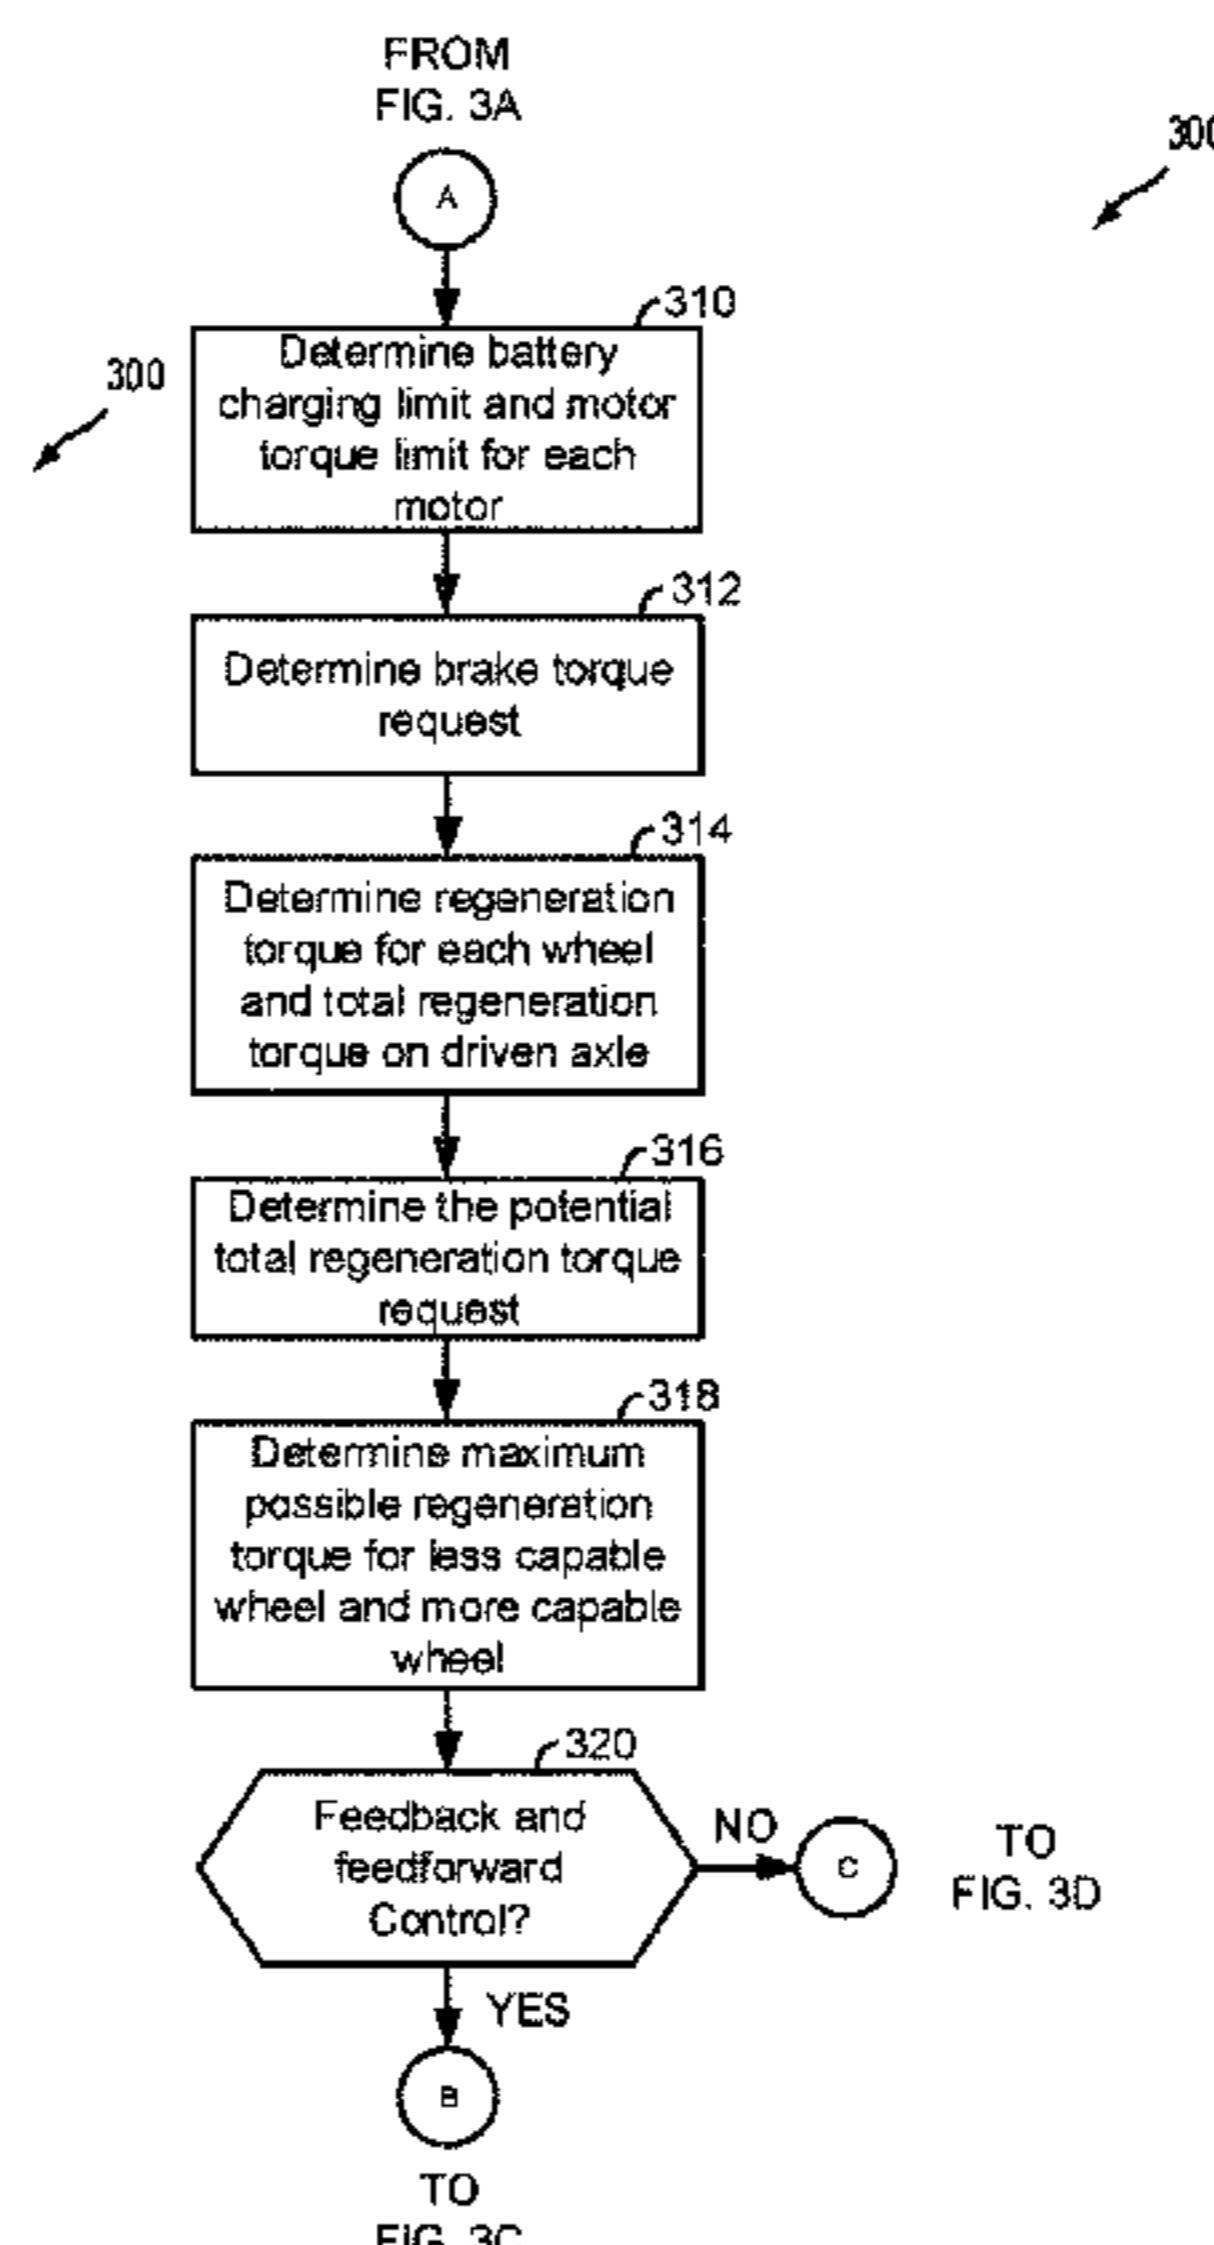 FROM
FIG. 3A
A
300
310
Determine battery
charging limit and motor
torque limit for each
motor
300
312
Determine brake torque
request
314
Determine regeneration
torque for each wheel
and total regeneration
torque on driven axle
316
Determine the potential
total regeneration torque
request
318
Determine maximum
possible regeneration
torque for less capable
wheel and more capable
wheel
320
Feedback and
feedforward
Control?
NO
C
TO
FIG. 3D
YES
B
TO
FIG. 3C